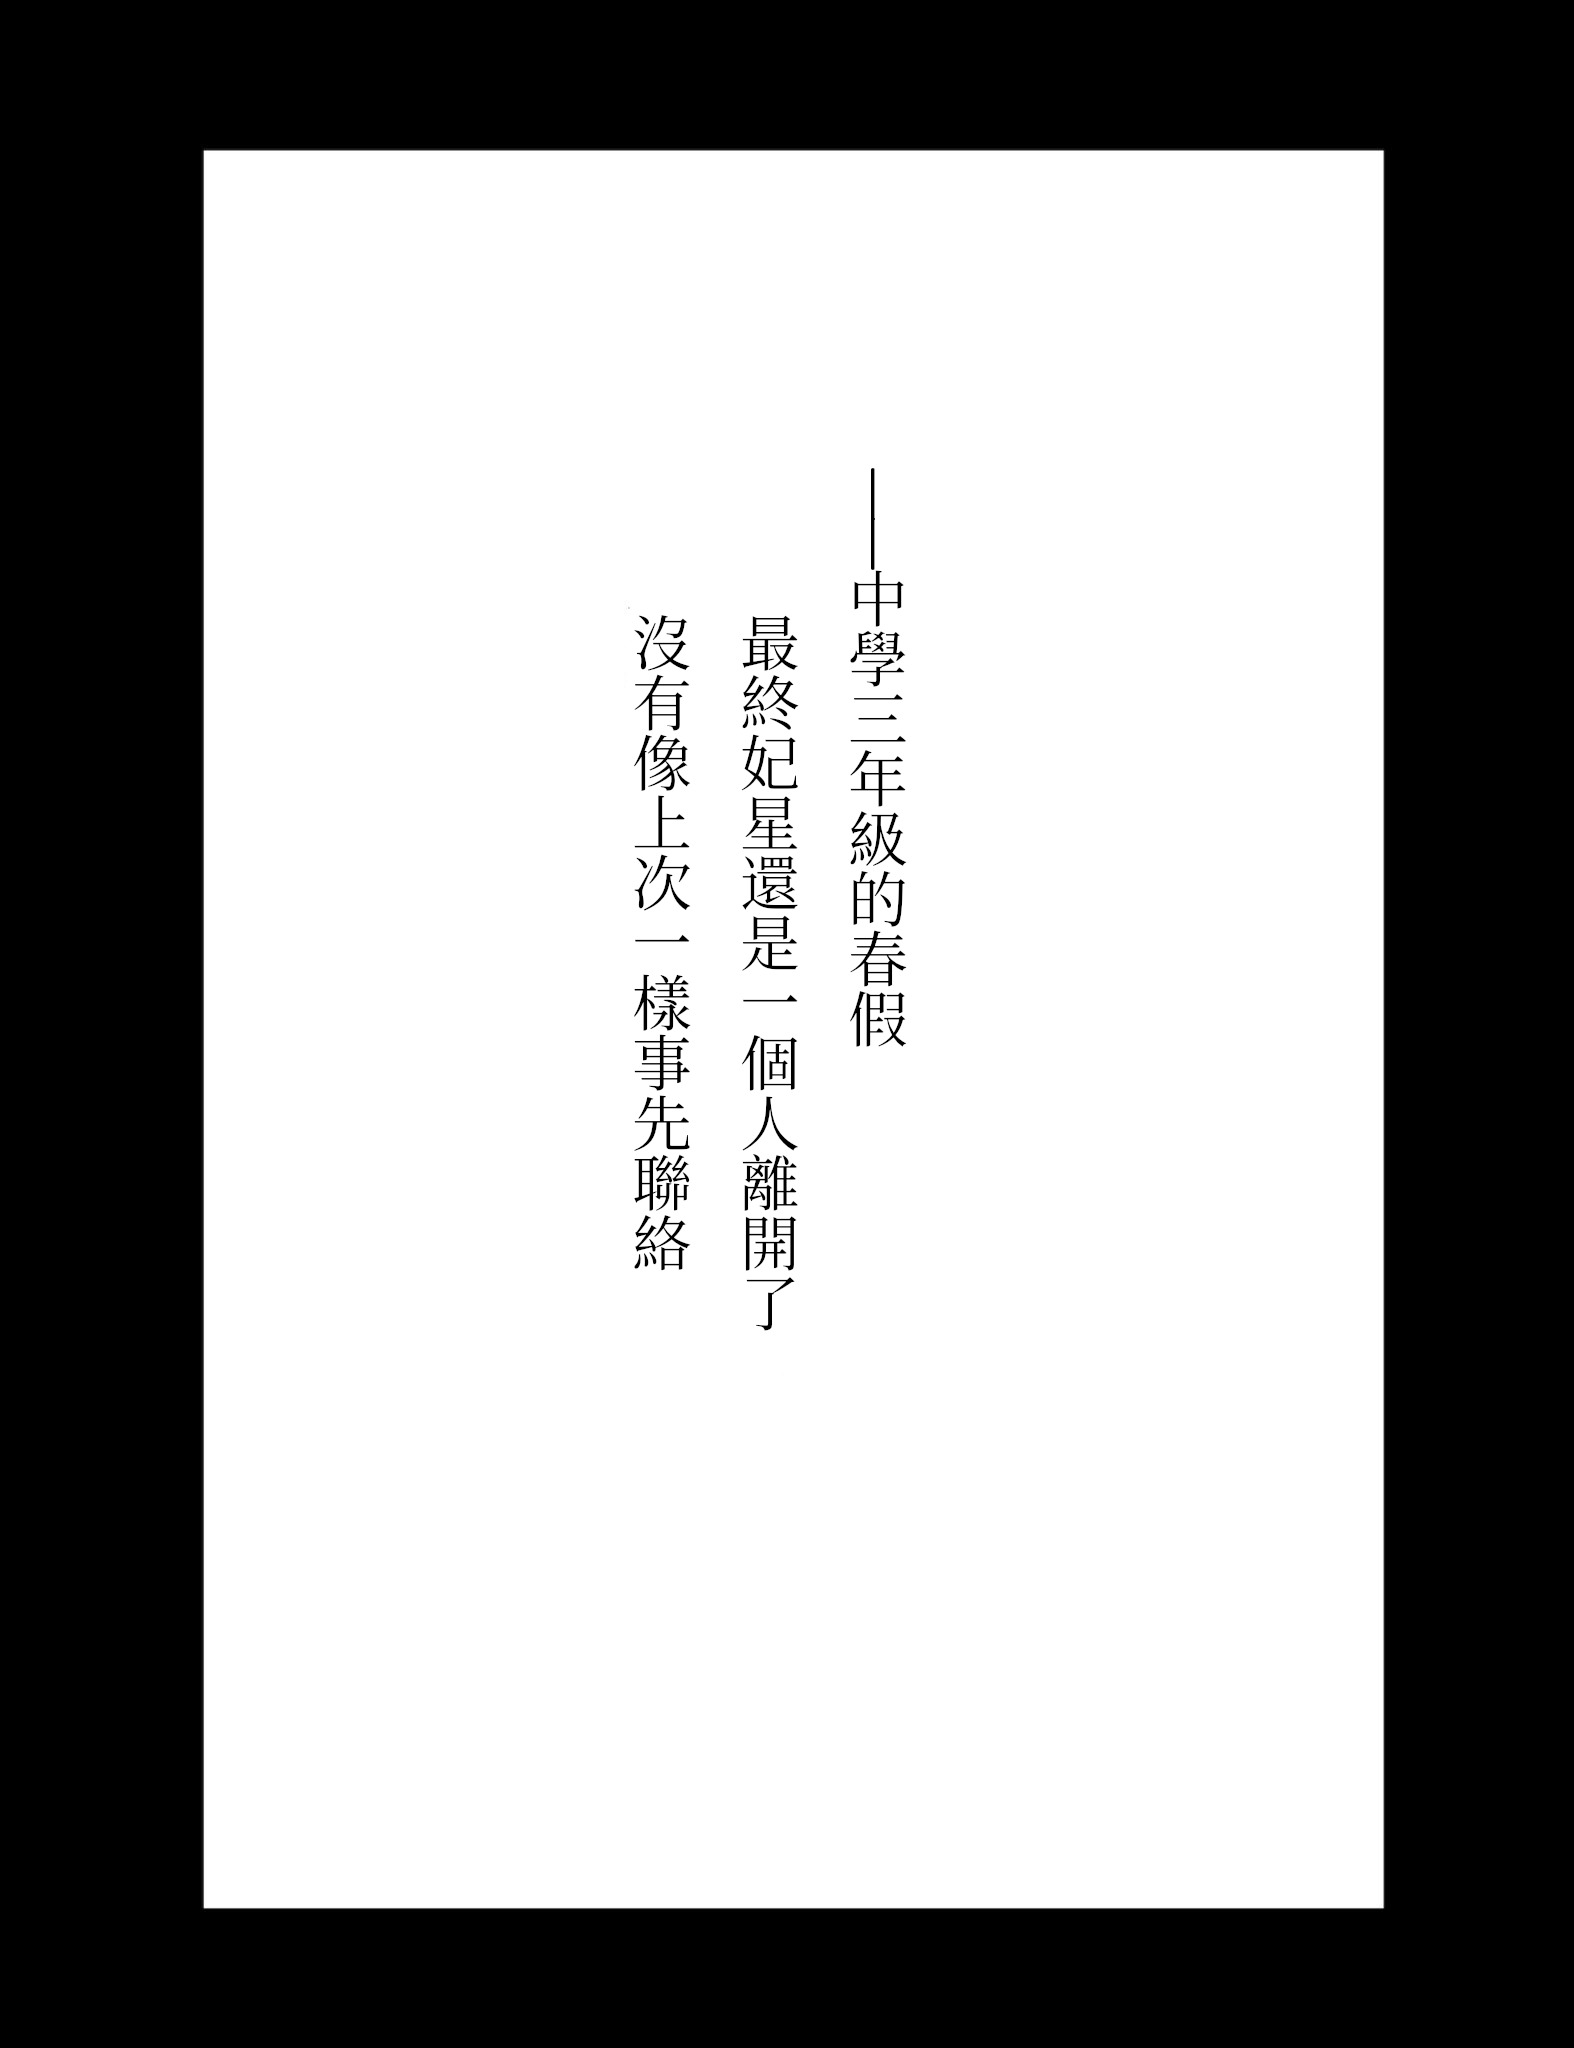 ——中學三年級的春假
最終妃星還是一個人離開了
沒有像上次一樣事先聯絡